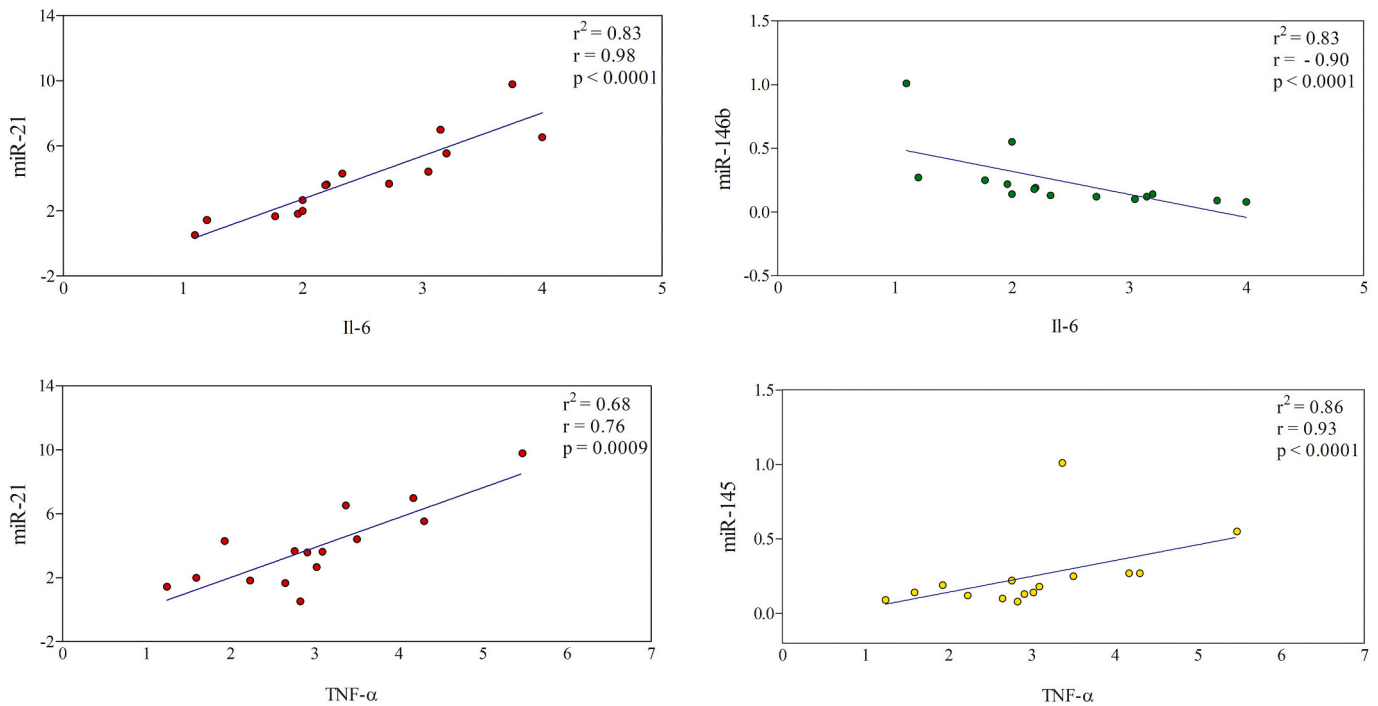 14
10
6
2
-2
miR-21
r² = 0.83
r = 0.98
p < 0.0001
0 1 2 3 4 5
Il-6
1.5
1.0
0.5
0.0
-0.5
miR-146b
r² = 0.83
r = - 0.90
p < 0.0001
0 1 2 3 4 5
Il-6
14
10
6
2
-2
miR-21
r² = 0.68
r = 0.76
p = 0.0009
0 1 2 3 4 5 6 7
TNF-α
1.5
1.0
0.5
0.0
miR-145
r² = 0.86
r = 0.93
p < 0.0001
0 1 2 3 4 5 6 7
TNF-α